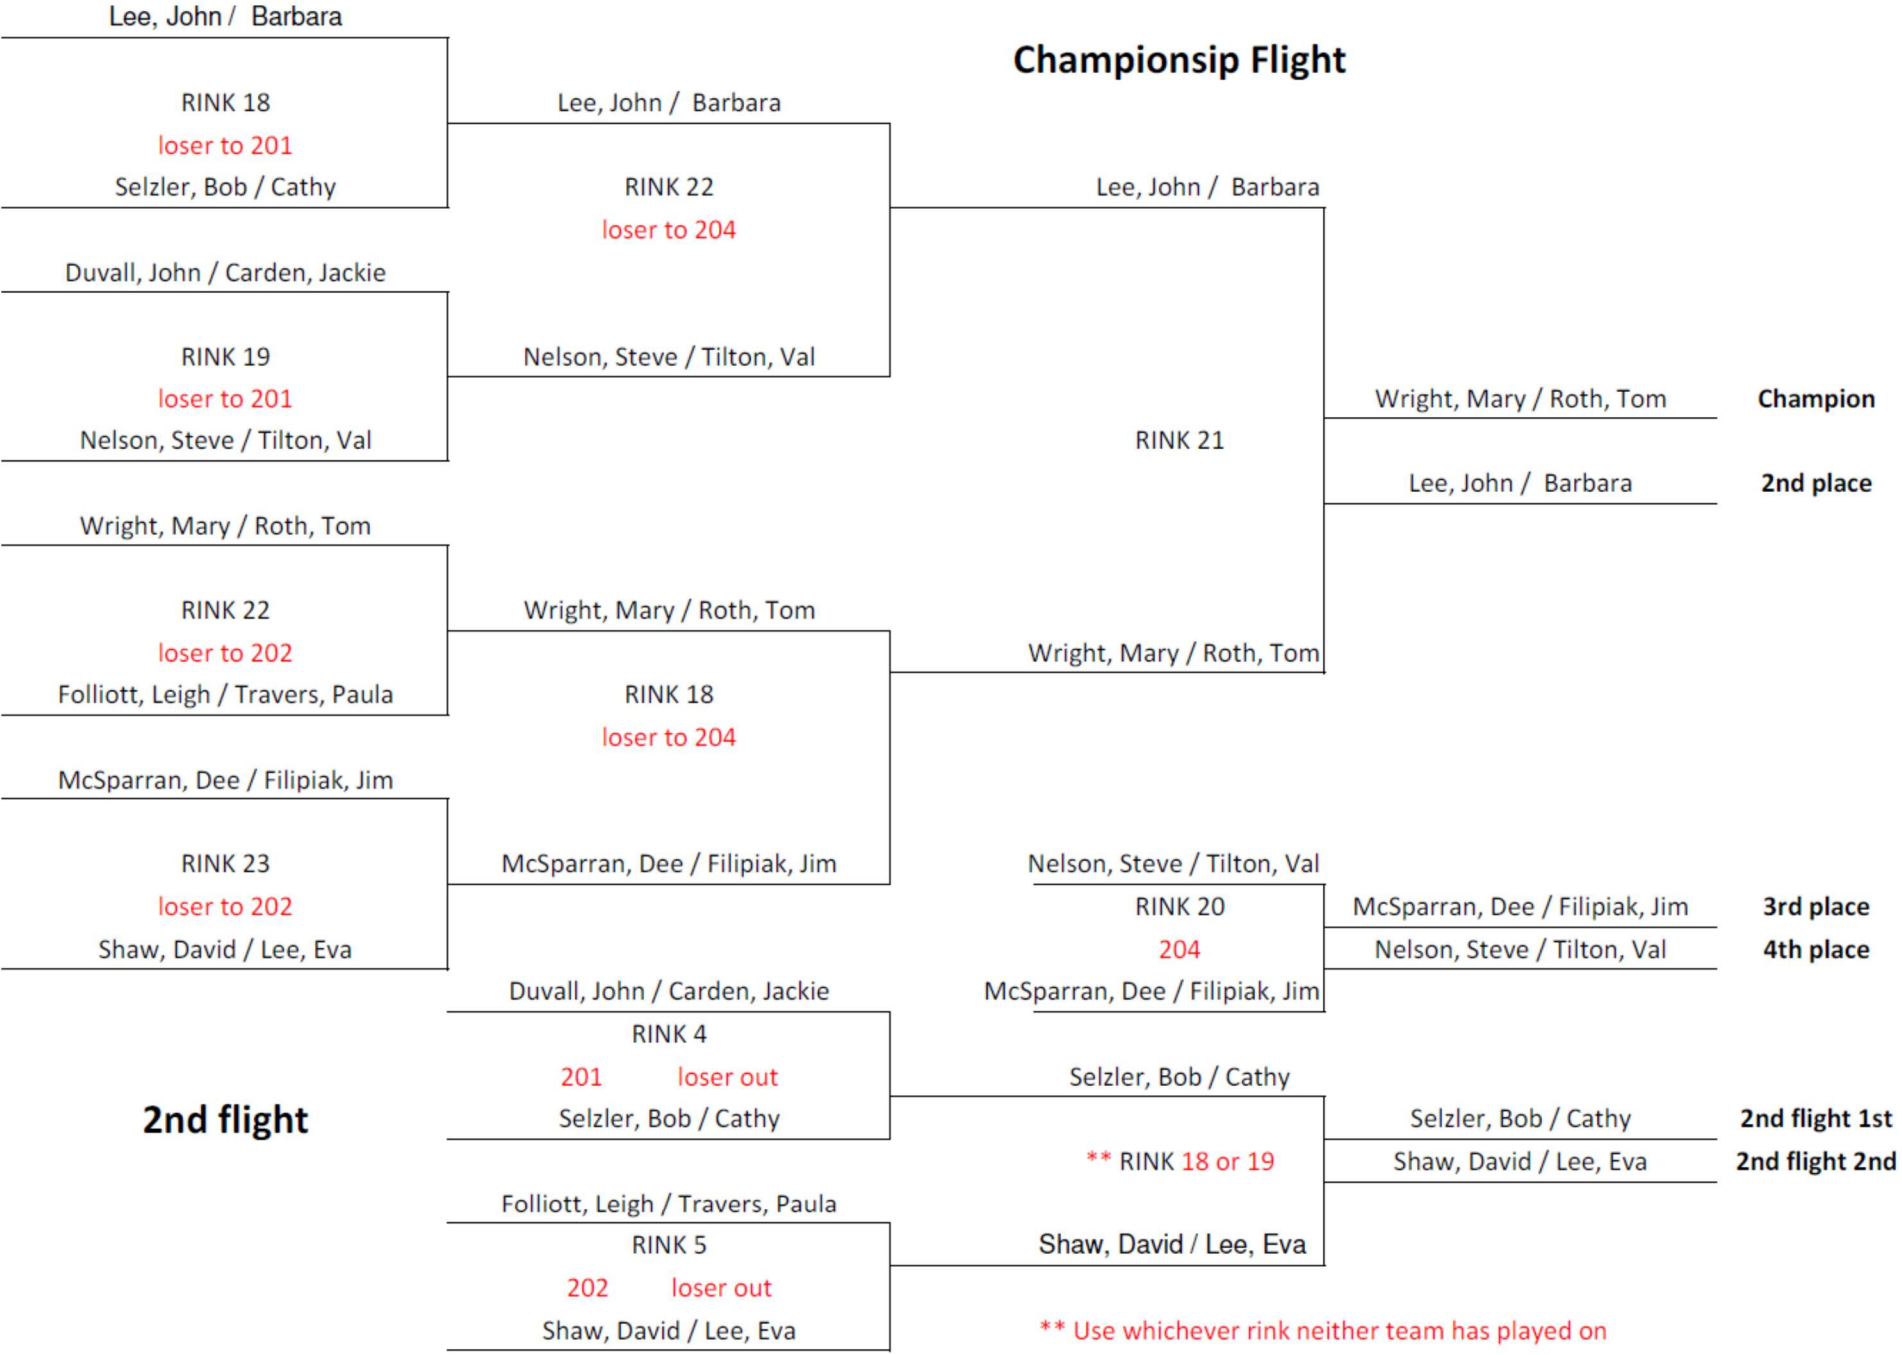 Lee, John / Barbara
Championsip Flight
RINK 18
Lee, John / Barbara
loser to 201
Selzler, Bob / Cathy
RINK 22
Lee, John / Barbara
loser to 204
Duvall, John / Carden, Jackie
RINK 19
Nelson, Steve / Tilton, Val
loser to 201
Wright, Mary / Roth, Tom
Champion
Nelson, Steve / Tilton, Val
RINK 21
Lee, John / Barbara
2nd place
Wright, Mary / Roth, Tom
RINK 22
Wright, Mary / Roth, Tom
loser to 202
Wright, Mary / Roth, Tom
Folliott, Leigh / Travers, Paula
RINK 18
loser to 204
McSparran, Dee / Filipiak, Jim
RINK 23
McSparran, Dee / Filipiak, Jim
Nelson, Steve / Tilton, Val
loser to 202
RINK 20
McSparran, Dee / Filipiak, Jim
3rd place
Shaw, David / Lee, Eva
204
Nelson, Steve / Tilton, Val
4th place
Duvall, John / Carden, Jackie
McSparran, Dee / Filipiak, Jim
RINK 4
201 loser out
Selzler, Bob / Cathy
2nd flight
Selzler, Bob / Cathy
Selzler, Bob / Cathy
2nd flight 1st
** RINK 18 or 19
Shaw, David / Lee, Eva
2nd flight 2nd
Folliott, Leigh / Travers, Paula
RINK 5
Shaw, David / Lee, Eva
202 loser out
Shaw, David / Lee, Eva
** Use whichever rink neither team has played on